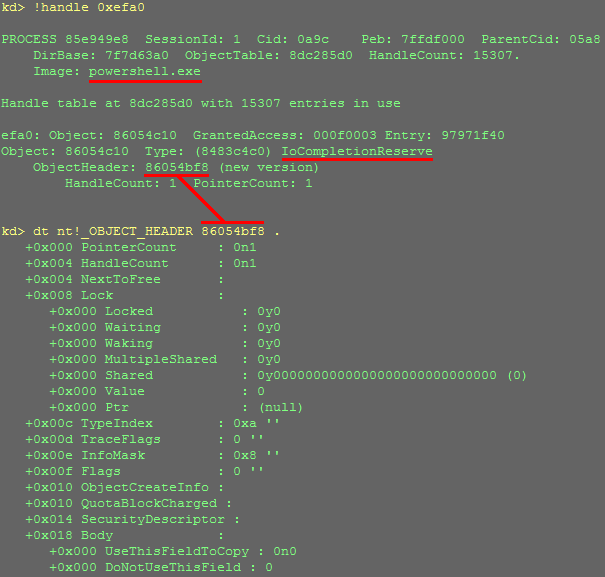 kd> !handle 0xefa0
PROCESS 85e949e8  SessionId: 1  Cid: 0a9c    Peb: 7ffdf000  ParentCid: 05a8
    DirBase: 7f7d63a0  ObjectTable: 8dc285d0  HandleCount: 15307.
    Image: powershell.exe
Handle table at 8dc285d0 with 15307 entries in use
efa0: Object: 86054c10  GrantedAccess: 000f0003 Entry: 97971f40
Object: 86054c10  Type: (8483c4c0) IoCompletionReserve
    ObjectHeader: 86054bf8 (new version)
        HandleCount: 1  PointerCount: 1
kd> dt nt!_OBJECT_HEADER 86054bf8 .
   +0x000 PointerCount     : 0n1
   +0x004 HandleCount      : 0n1
   +0x004 NextToFree       :
   +0x008 Lock             :
      +0x000 Locked           : 0y0
      +0x000 Waiting          : 0y0
      +0x000 Waking           : 0y0
      +0x000 MultipleShared   : 0y0
      +0x000 Shared           : 0y0000000000000000000000000000 (0)
      +0x000 Value            : 0
      +0x000 Ptr              : (null)
   +0x00c TypeIndex        : 0xa ''
   +0x00d TraceFlags       : 0 ''
   +0x00e InfoMask         : 0x8 ''
   +0x00f Flags            : 0 ''
   +0x010 ObjectCreateInfo :
   +0x010 QuotaBlockCharged :
   +0x014 SecurityDescriptor :
   +0x018 Body             :
      +0x000 UseThisFieldToCopy : 0n0
      +0x000 DoNotUseThisField : 0